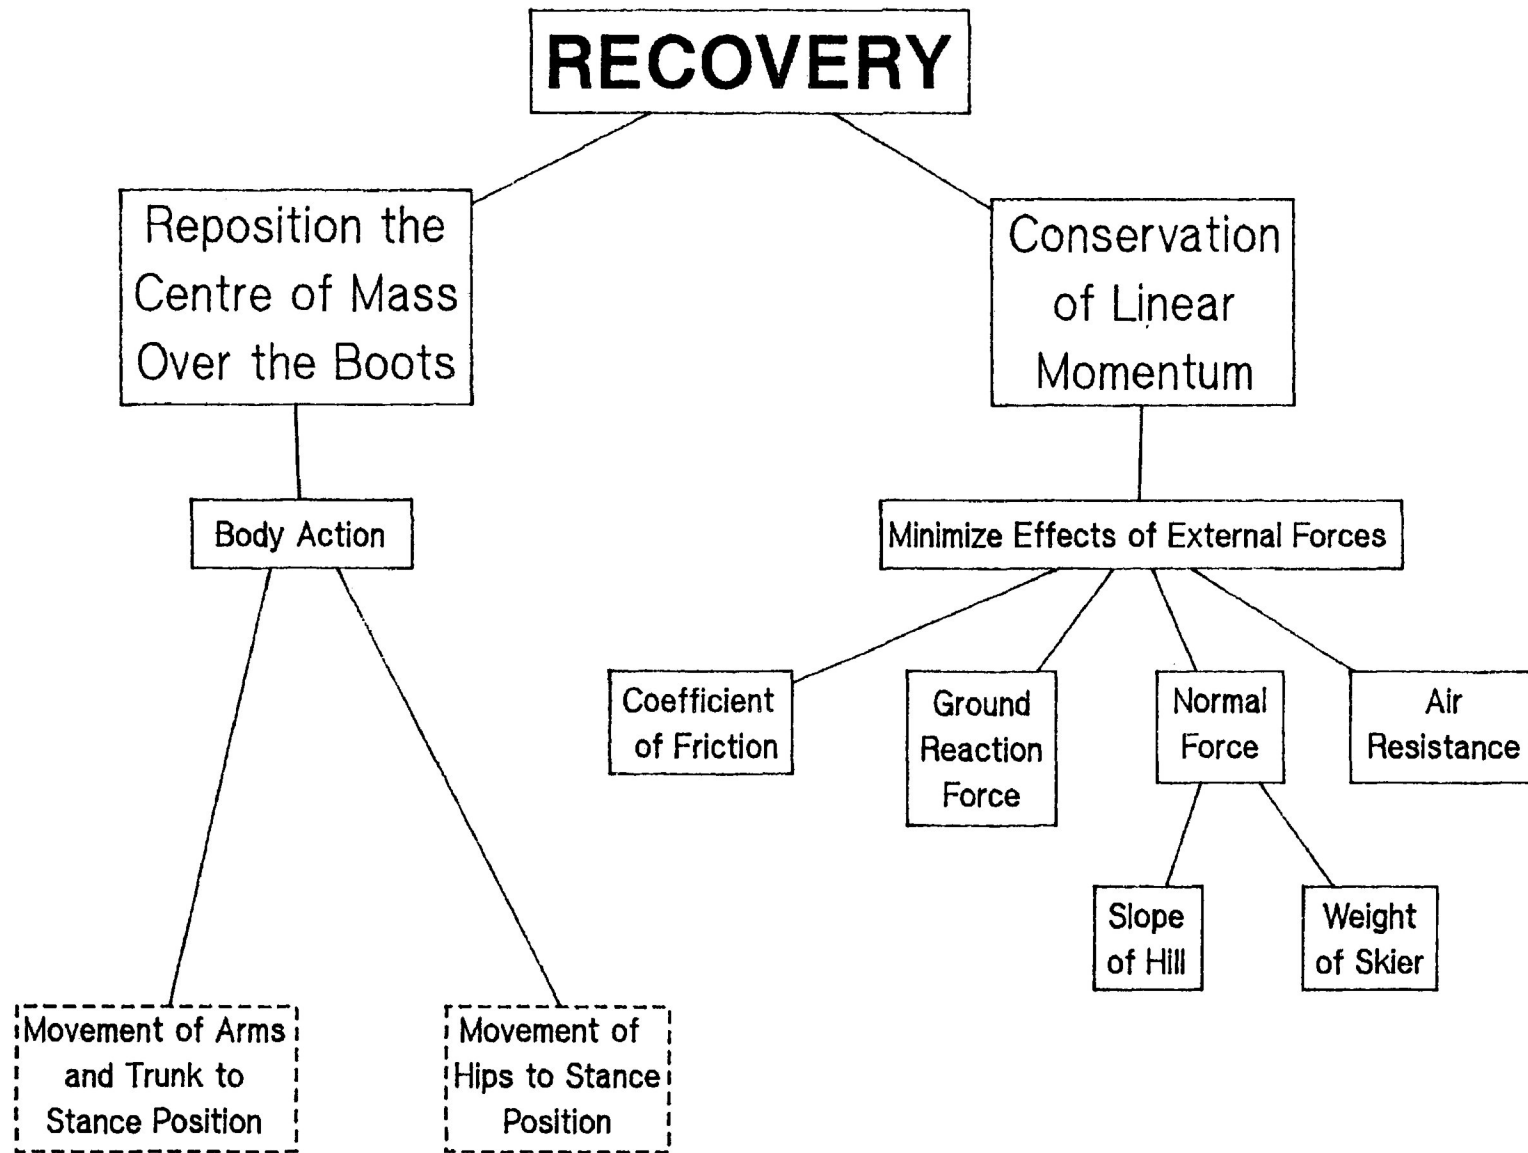 RECOVERY
Reposition the
Centre of Mass
Over the Boots
Conservation
of Linear
Momentum
Body Action
Minimize Effects of External Forces
Coefficient
of Friction
Ground
Reaction
Force
Normal
Force
Air
Resistance
Slope
of Hill
Weight
of Skier
Movement of Arms
and Trunk to
Stance Position
Movement of
Hips to Stance
Position